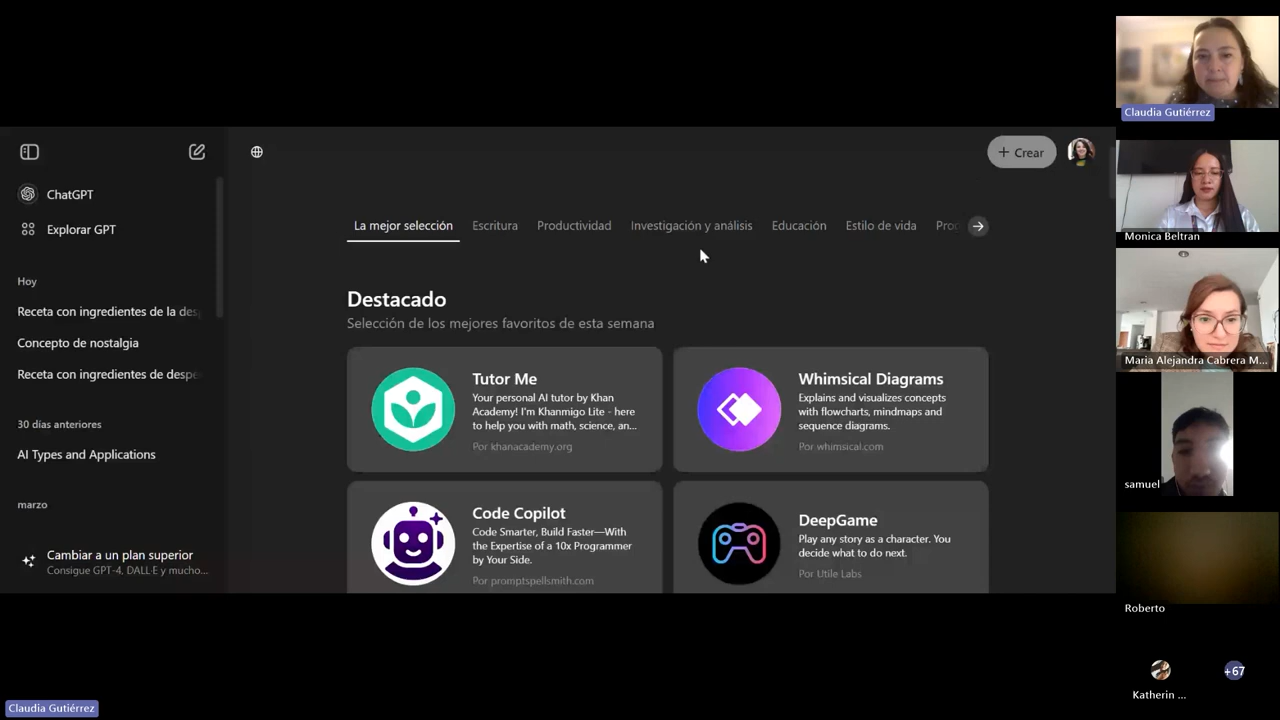 ChatGPT
Explorar GPT
Hoy
Receta con ingredientes de la des
Concepto de nostalgia
Receta con ingredientes de despe
30 días anteriores
AI Types and Applications
marzo
Cambiar a un plan superior
Consigue GPT-4, DALL·E y mucho...
+ Crear
La mejor selección Escritura Productividad Investigación y análisis Educación Estilo de vida Proc
Destacado
Selección de los mejores favoritos de esta semana
Tutor Me
Your personal AI tutor by Khan
Academy! I'm Khanmigo Lite - here
to help you with math, science, an...
Por khanacademy.org
Whimsical Diagrams
Explains and visualizes concepts
with flowcharts, mindmaps and
sequence diagrams.
Por whimsical.com
Code Copilot
Code Smarter, Build Faster—With
the Expertise of a 10x Programmer
by Your Side.
Por promptspellsmith.com
DeepGame
Play any story as a character. You
decide what to do next.
Por Utile Labs
Claudia Gutiérrez
Monica Beltran
Maria Alejandra Cabrera M...
samuel
Roberto
Katherin ...
+67
Claudia Gutiérrez